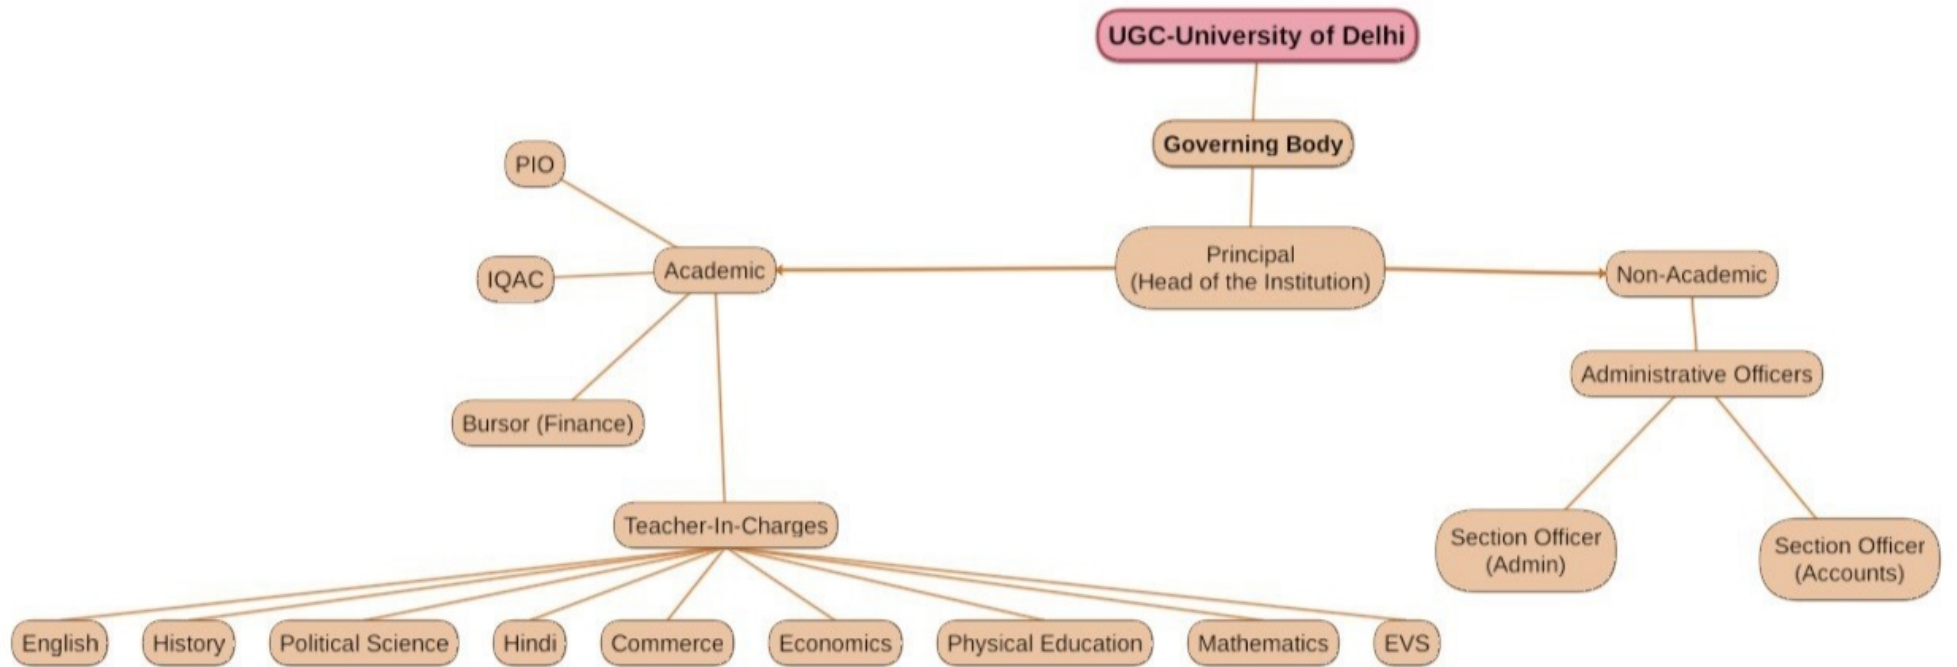 UGC-University of Delhi
Governing Body
PIO
Principal
(Head of the Institution)
Academic
Non-Academic
IQAC
Administrative Officers
Bursor (Finance)
Teacher-In-Charges
Section Officer
(Admin)
Section Officer
(Accounts)
English
History
Political Science
Hindi
Commerce
Economics
Physical Education
Mathematics
EVS